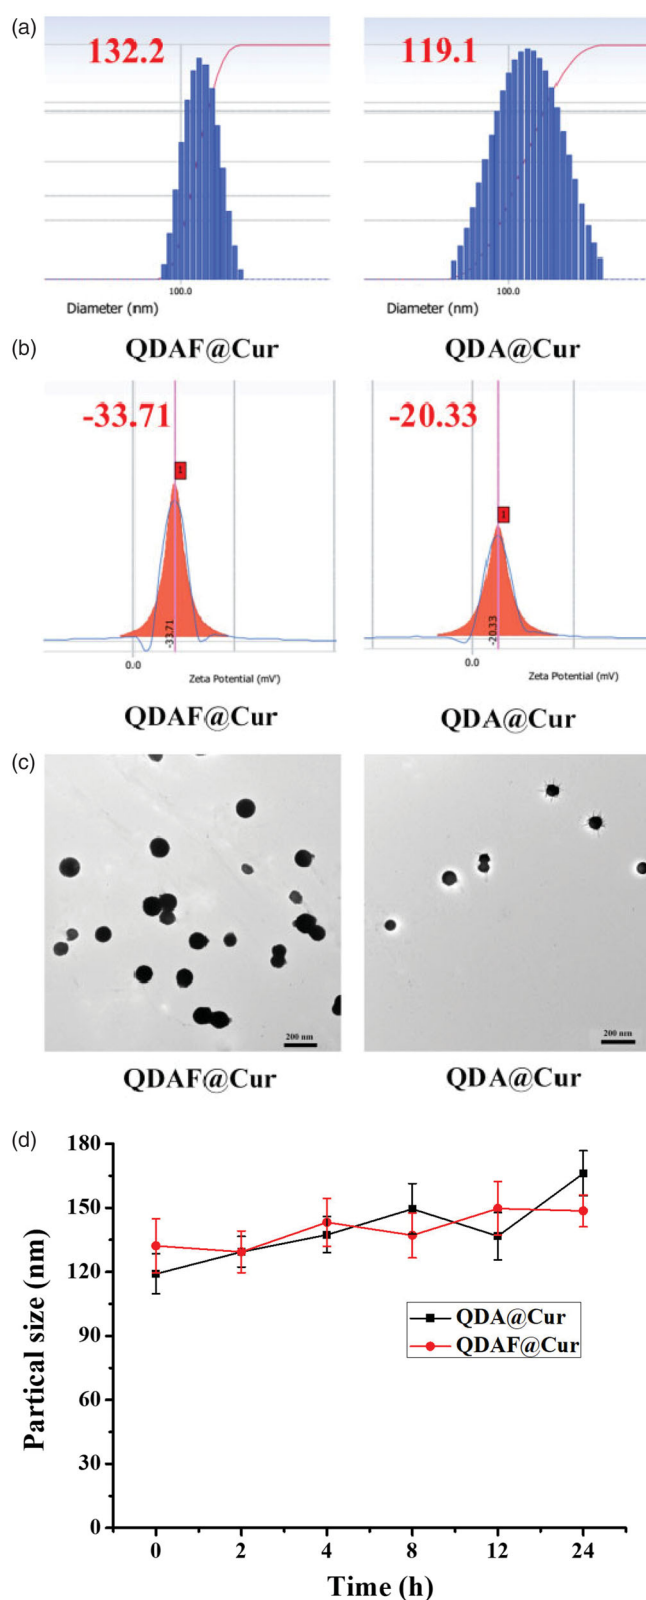 (a)
132.2
119.1
100.0
100.0
Diameter (nm)
Diameter (nm)
QDAF@Cur
QDA@Cur
(b)
-33.71
-20.33
1
1
-33.71
-20.33
0.0
0.0
Zeta Potential (mV)
Zeta Potential (mV)
QDAF@Cur
QDA@Cur
(c)
200 nm
200 nm
QDAF@Cur
QDA@Cur
(d)
180
150
120
90
60
30
0
Partical size (nm)
QDA@Cur
QDAF@Cur
0 2 4 8 12 24
Time (h)